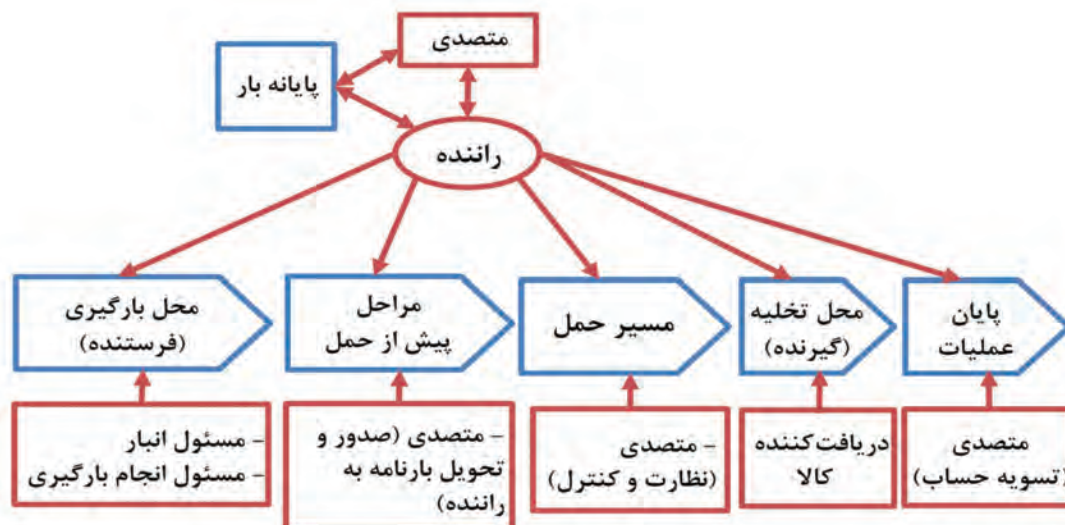 متصدی
پایانه بار
راننده
محل بارگیری
(فرستنده)
مراحل
پیش از حمل
مسیر حمل
محل تخلیه
(گیرنده)
پایان
عملیات
- مسئول انبار
- مسئول انجام بارگیری
- متصدی (صدور و
تحویل بارنامه به
راننده)
- متصدی
(نظارت و کنترل)
دریافت‌کننده
کالا
متصدی
(تسویه حساب)